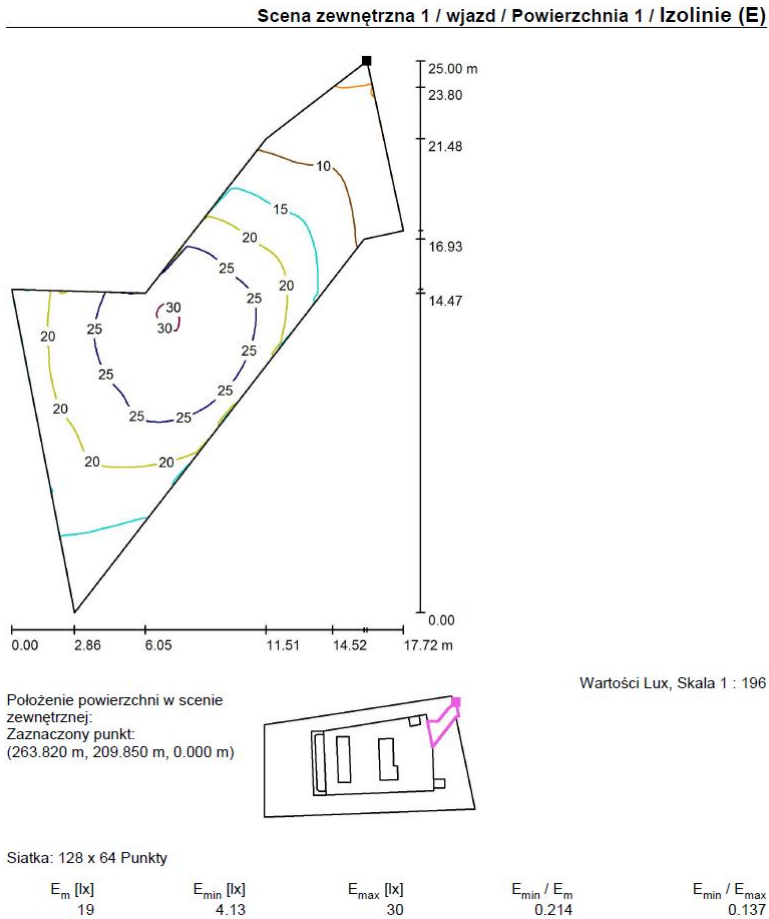 Scena zewnętrzna 1 / wjazd / Powierzchnia 1 / Izolinie (E)
25.00 m
23.80
21.48
10
15
20
16.93
25
20
25
14.47
30
20
25
30
25
25
25
20
25
25
20
20
0.00
0.00 2.86 6.05 11.51 14.52 17.72 m
Wartości Lux, Skala 1 : 196
Położenie powierzchni w scenie
zewnętrznej:
Zaznaczony punkt:
(263.820 m, 209.850 m, 0.000 m)
Siatka: 128 x 64 Punkty
Em [lx] Emin [lx] Emax [lx] Emin / Em Emin / Emax
19 4.13 30 0.214 0.137